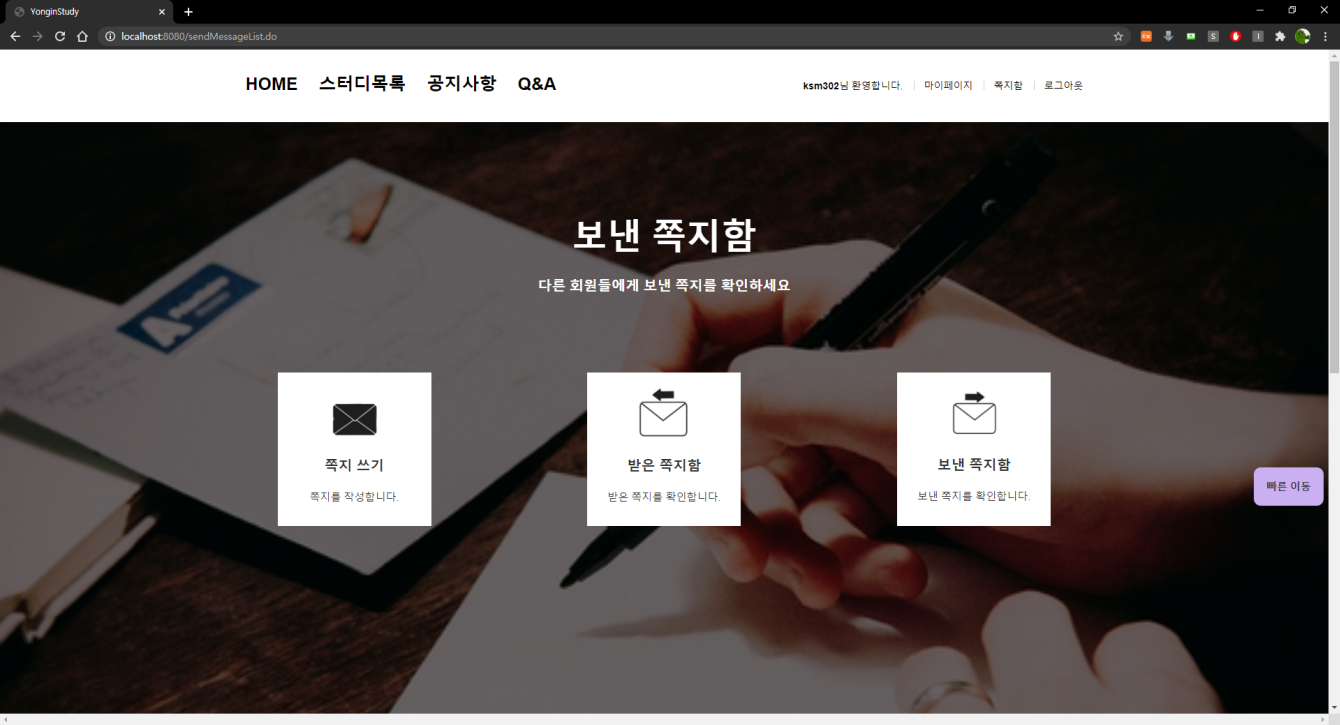 YonginStudy
localhost:8080/sendMessageList.do
HOME 스터디목록 공지사항 Q&A
ksm302님 환영합니다. 마이페이지 쪽지함 로그아웃
보낸 쪽지함
다른 회원들에게 보낸 쪽지를 확인하세요
쪽지 쓰기
쪽지를 작성합니다.
받은 쪽지함
받은 쪽지를 확인합니다.
보낸 쪽지함
보낸 쪽지를 확인합니다.
빠른 이동